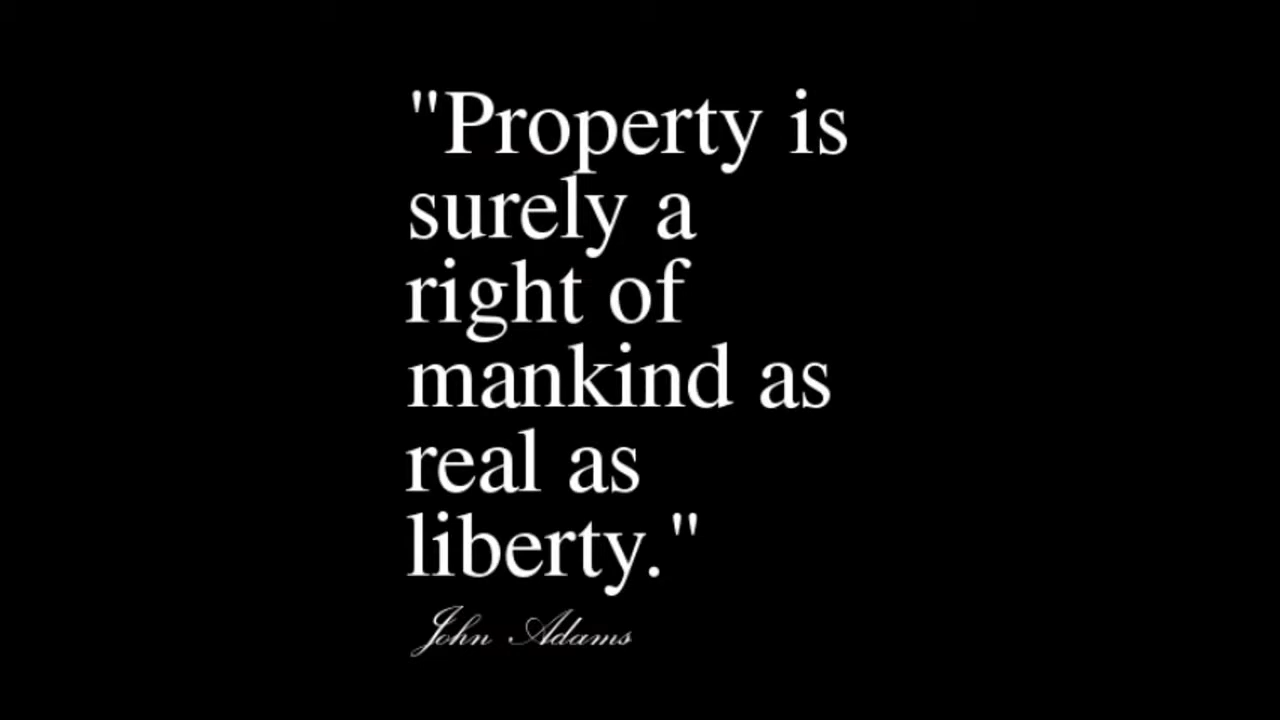 "Property is
surely a
right of
mankind as
real as
liberty."
John Adams